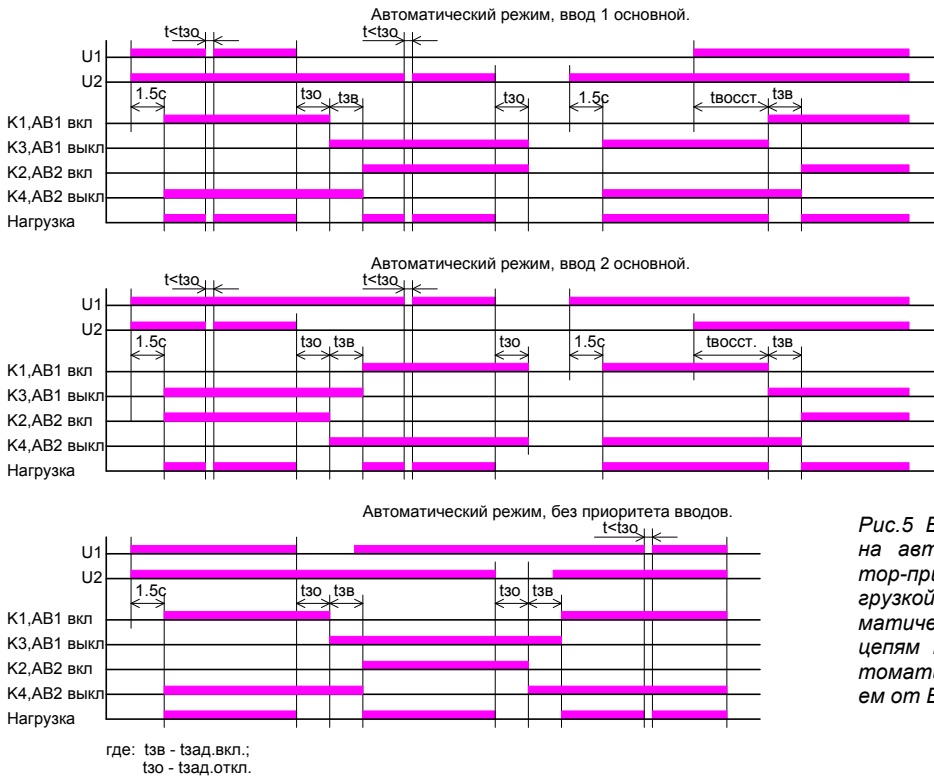 Автоматический режим, ввод 1 основной.
t<tзо t<tзо
U1
U2
1.5с tзо tзв tзо 1.5с tвосст. tзв
K1,AB1 вкл
K3,AB1 выкл
K2,AB2 вкл
K4,AB2 выкл
Нагрузка
Автоматический режим, ввод 2 основной.
t<tзо t<tзо
U1
U2
1.5с tзо tзв tзо 1.5с tвосст. tзв
K1,AB1 вкл
K3,AB1 выкл
K2,AB2 вкл
K4,AB2 выкл
Нагрузка
Автоматический режим, без приоритета вводов.
t<tзо
U1
U2
1.5с tзо tзв tзо tзв
K1,AB1 вкл
K3,AB1 выкл
K2,AB2 вкл
K4,AB2 выкл
Нагрузка
где: tзв - tзад.вкл.;
tзо - tзад.откл.
Рис.5
на авт
тор-при
грузкой
матичес
цепям
томати
ем от